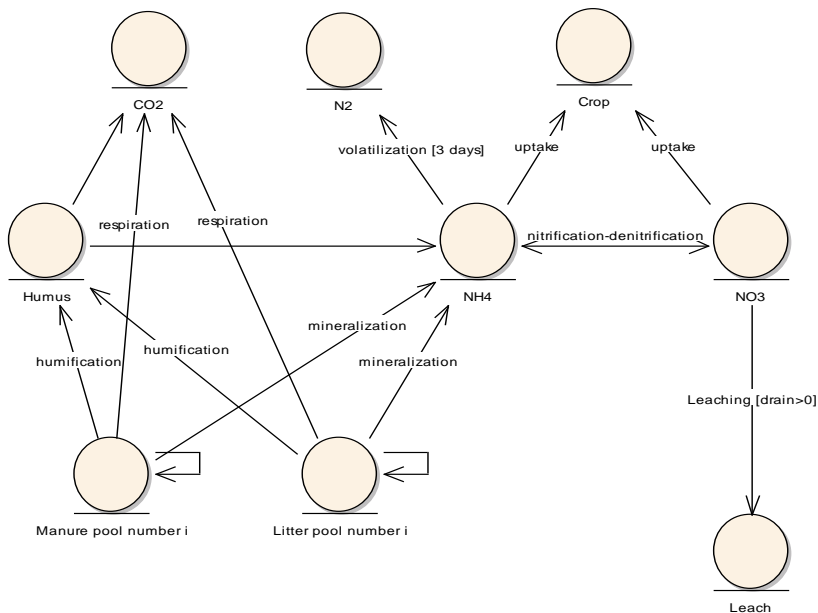 CO2
N2
Crop
volatilization [3 days]
uptake
uptake
respiration
respiration
nitrification-denitrification
Humus
NH4
NO3
mineralization
humification
humification
mineralization
Leaching [drain>0]
Manure pool number i
Litter pool number i
Leach